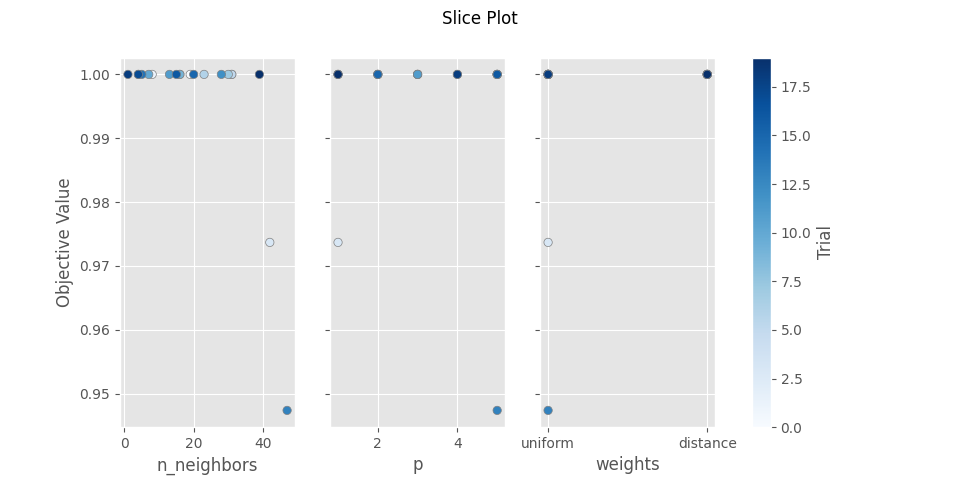 Slice Plot
Objective Value
1.00
0.99
0.98
0.97
0.96
0.95
0 20 40
n_neighbors
2 4
p
uniform distance
weights
17.5
15.0
12.5
10.0
7.5
5.0
2.5
0.0
Trial